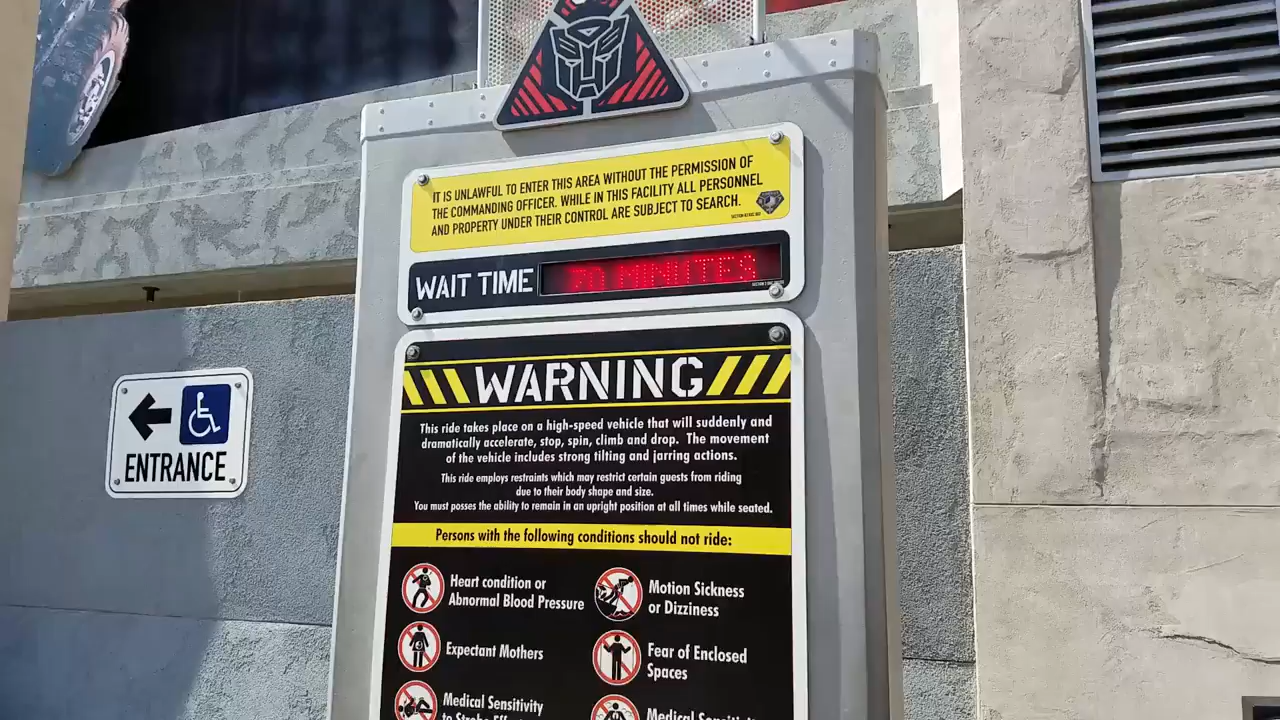 IT IS UNLAWFUL TO ENTER THIS AREA WITHOUT THE PERMISSION OF
THE COMMANDING OFFICER. WHILE IN THIS FACILITY ALL PERSONNEL
AND PROPERTY UNDER THEIR CONTROL ARE SUBJECT TO SEARCH.
WAIT TIME
70 MINUTES
WARNING
This ride takes place on a high-speed vehicle that will suddenly and
dramatically accelerate, stop, spin, climb and drop. The movement
of the vehicle includes strong tilting and jarring actions.
This ride employs restraints which may restrict certain guests from riding
due to their body shape and size.
You must posses the ability to remain in an upright position at all times while seated.
Persons with the following conditions should not ride:
Heart condition or
Abnormal Blood Pressure
Motion Sickness
or Dizziness
Expectant Mothers
Fear of Enclosed
Spaces
Medical Sensitivity
to Strobe
Medical
ENTRANCE